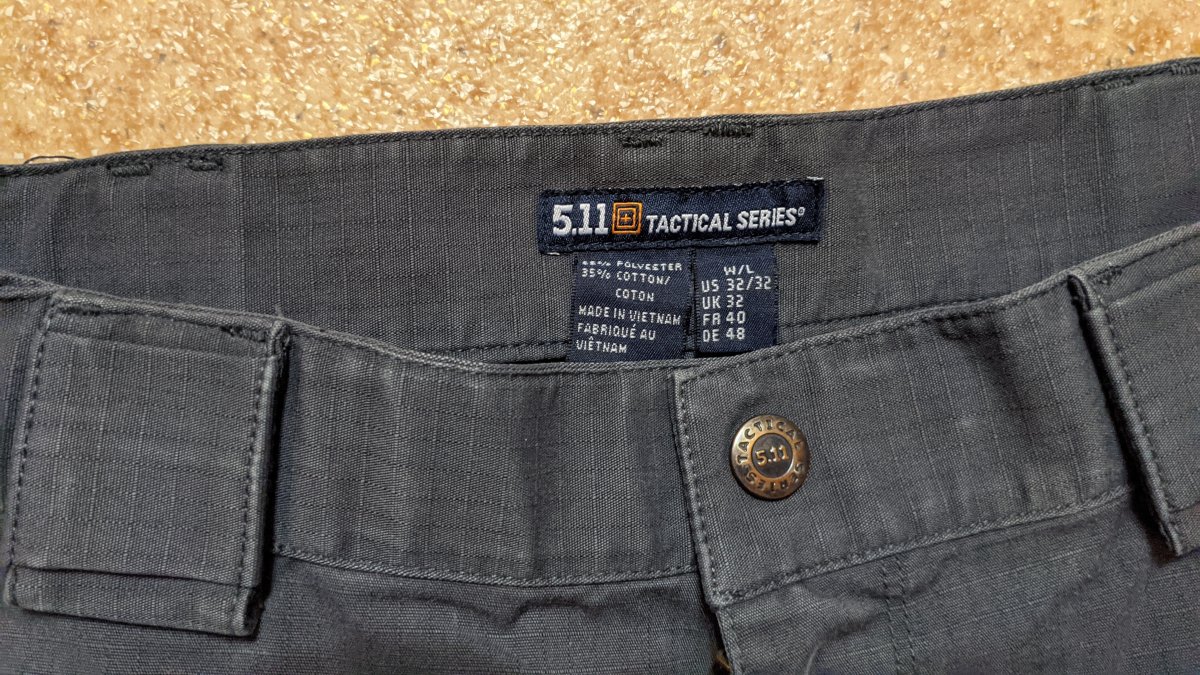 5.11 TACTICAL SERIES®
POLYESTER
35% COTTON/
COTON
MADE IN VIETNAM
FABRIQUÉ AU
VIÊTNAM
W/L
US 32/32
UK 32
FR 40
DE 48
TACTICAL
5.11
SERIES